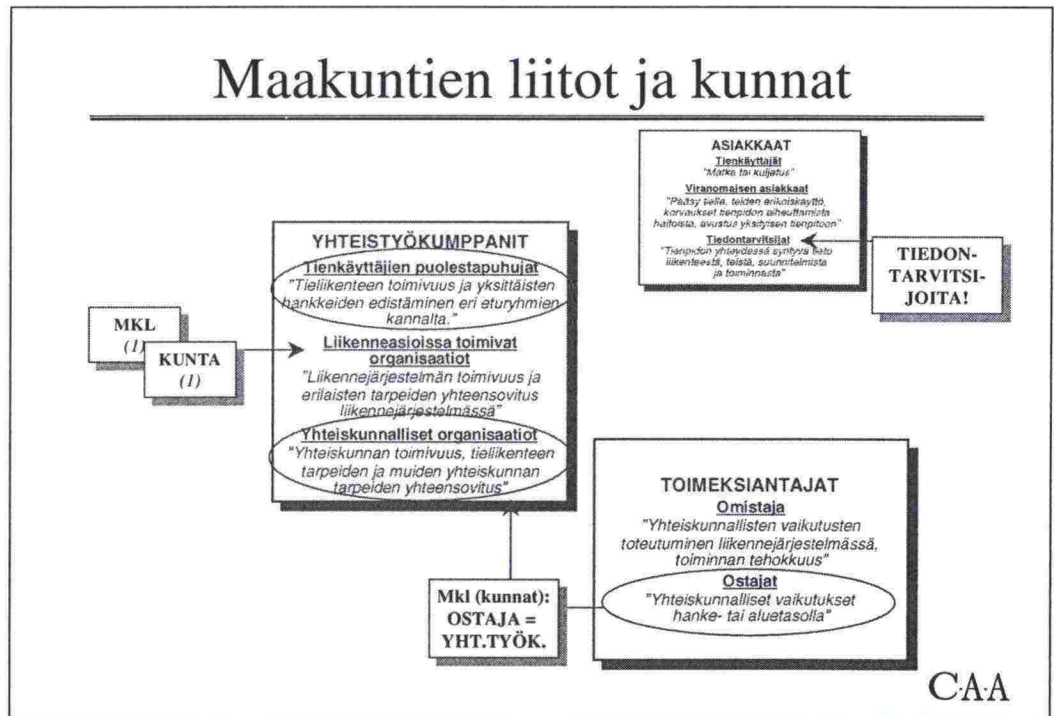 Maakuntien liitot ja kunnat
ASIAKKAAT
Tienkäyttäjät
"Matka tai kuljetus"
Viranomaisen asiakkaat
"Pääsy tielle, teiden erikoiskäyttö,
korvaukset tienpidon aiheuttamista
haitoista, avustus yksityisen tienpitoon"
Tiedontarvitsijat
"Tienpidon yhteydessä syntyvä tieto
liikenteestä, teistä, suunnitelmista
ja toiminnasta"
TIEDON-
TARVITSI-
JOITA!
YHTEISTYÖKUMPPANIT
Tienkäyttäjien puolestapuhujat
"Tieliikenteen toimivuus ja yksittäisten
hankkeiden edistäminen eri eturyhmien
kannalta."
Liikenneasioissa toimivat
organisaatiot
"Liikennejärjestelmän toimivuus ja
erilaisten tarpeiden yhteensovitus
liikennejärjestelmässä"
Yhteiskunnalliset organisaatiot
"Yhteiskunnan toimivuus, tieliikenteen
tarpeiden ja muiden yhteiskunnan
tarpeiden yhteensovitus"
MKL
(1)
KUNTA
(1)
TOIMEKSIANTAJAT
Omistaja
"Yhteiskunnallisten vaikutusten
toteutuminen liikennejärjestelmässä,
toiminnan tehokkuus"
Ostajat
"Yhteiskunnalliset vaikutukset
hanke- tai aluetasolla"
Mkl (kunnat):
OSTAJA =
YHT.TYÖK.
C·A·A